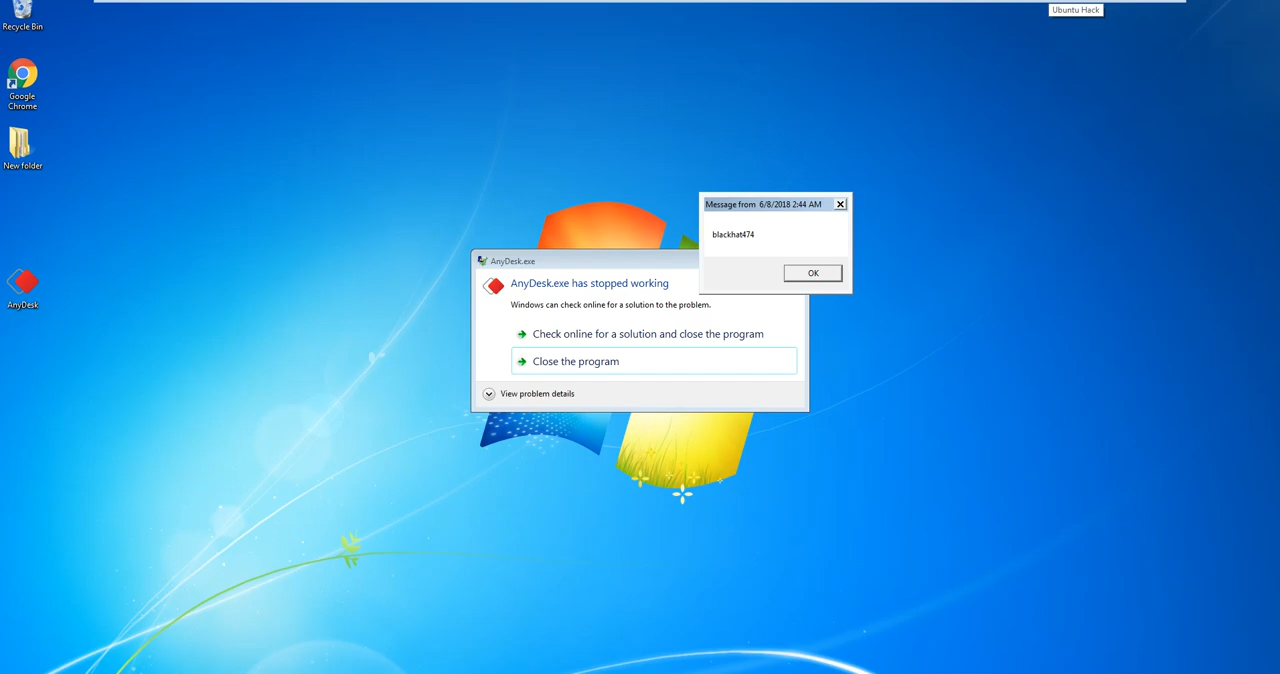 Ubuntu Hack
Recycle Bin
Google
Chrome
New folder
AnyDesk
Message from 6/8/2018 2:44 AM
blackhat474
OK
AnyDesk.exe
AnyDesk.exe has stopped working
Windows can check online for a solution to the problem.
Check online for a solution and close the program
Close the program
View problem details